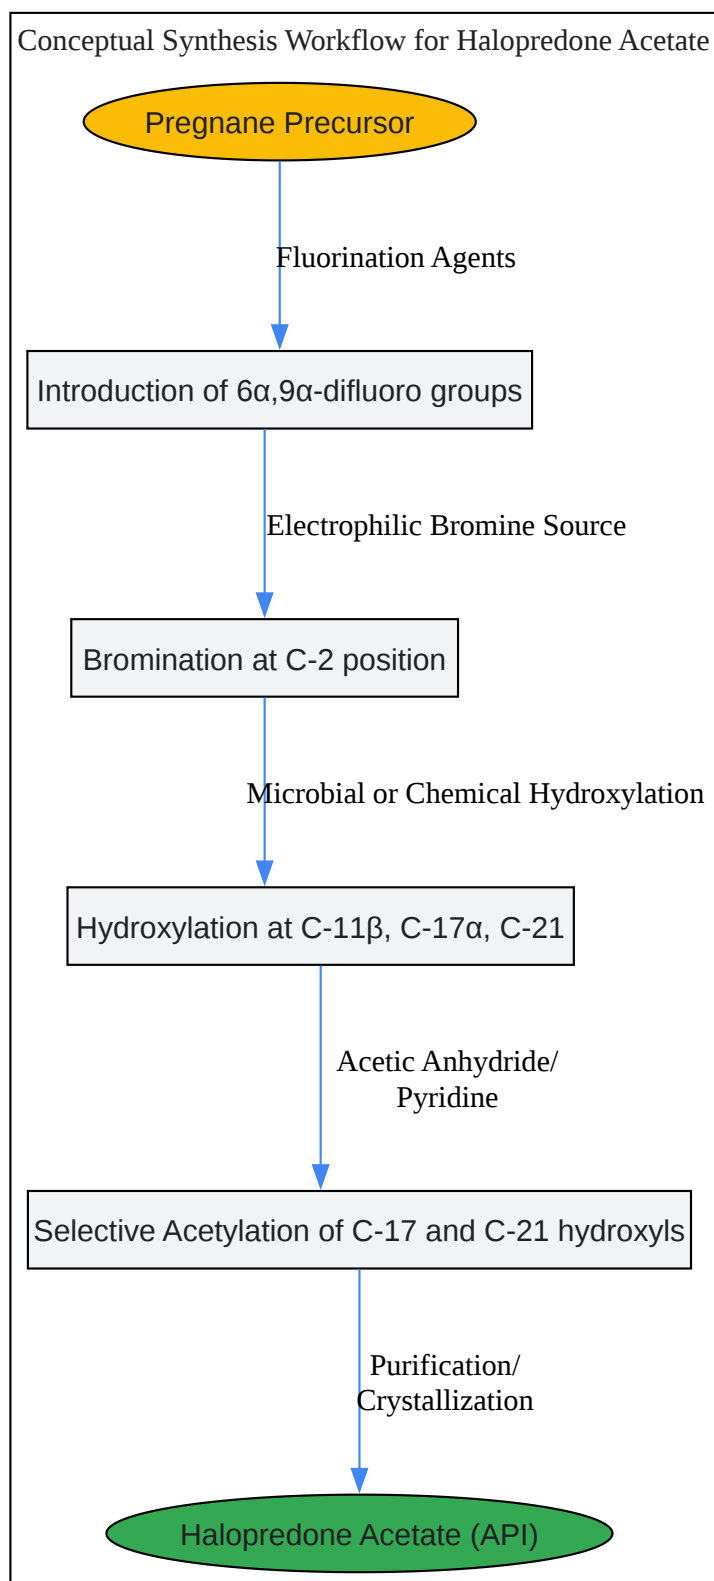 Conceptual Synthesis Workflow for Halopredone Acetate
Pregnane Precursor
Fluorination Agents
Introduction of 6α,9α-difluoro groups
Electrophilic Bromine Source
Bromination at C-2 position
Microbial or Chemical Hydroxylation
Hydroxylation at C-11β, C-17α, C-21
Acetic Anhydride/
Pyridine
Selective Acetylation of C-17 and C-21 hydroxyls
Purification/
Crystallization
Halopredone Acetate (API)